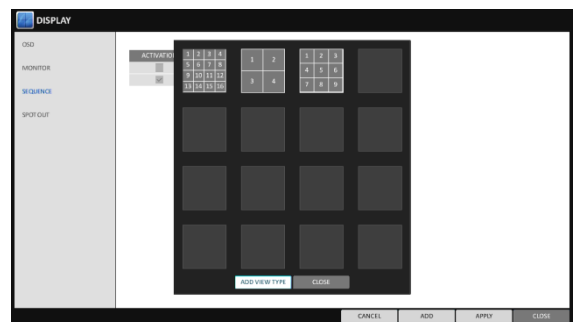 DISPLAY
OSD
MONITOR
SEQUENCE
SPOT OUT
ACTIVATIO
1 2 3 4
5 6 7 8
9 10 11 12
13 14 15 16
1 2
3 4
1 2 3
4 5 6
7 8 9
ADD VIEW TYPE CLOSE
CANCEL ADD APPLY CLOSE